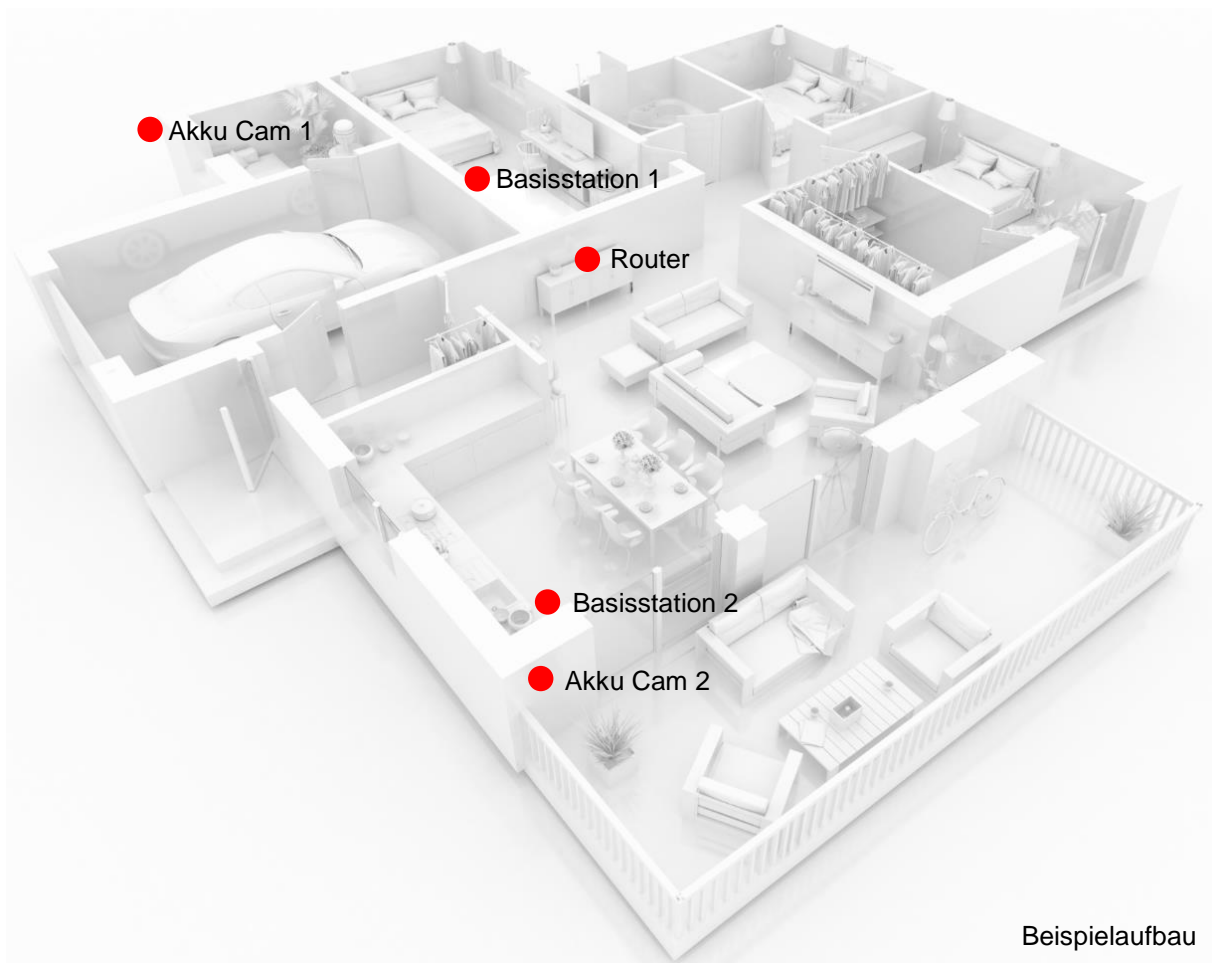 Akku Cam 1
Basisstation 1
Router
Basisstation 2
Akku Cam 2
Beispielaufbau